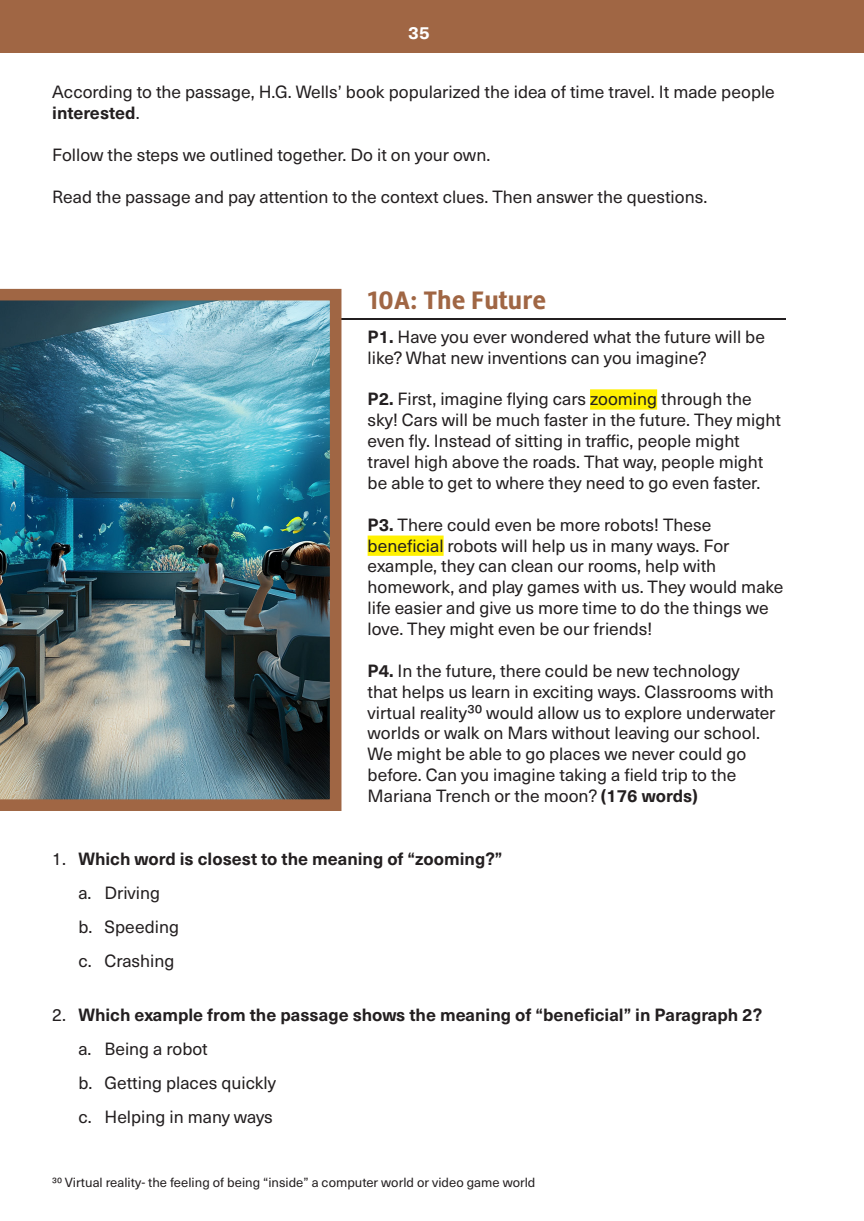 35
According to the passage, H.G. Wells’ book popularized the idea of time travel. It made people
interested.
Follow the steps we outlined together. Do it on your own.
Read the passage and pay attention to the context clues. Then answer the questions.
10A: The Future
P1. Have you ever wondered what the future will be
like? What new inventions can you imagine?
P2. First, imagine flying cars zooming through the
sky! Cars will be much faster in the future. They might
even fly. Instead of sitting in traffic, people might
travel high above the roads. That way, people might
be able to get to where they need to go even faster.
P3. There could even be more robots! These
beneficial robots will help us in many ways. For
example, they can clean our rooms, help with
homework, and play games with us. They would make
life easier and give us more time to do the things we
love. They might even be our friends!
P4. In the future, there could be new technology
that helps us learn in exciting ways. Classrooms with
virtual reality³⁰ would allow us to explore underwater
worlds or walk on Mars without leaving our school.
We might be able to go places we never could go
before. Can you imagine taking a field trip to the
Mariana Trench or the moon? (176 words)
1. Which word is closest to the meaning of “zooming?”
a. Driving
b. Speeding
c. Crashing
2. Which example from the passage shows the meaning of “beneficial” in Paragraph 2?
a. Being a robot
b. Getting places quickly
c. Helping in many ways
³⁰ Virtual reality- the feeling of being “inside” a computer world or video game world